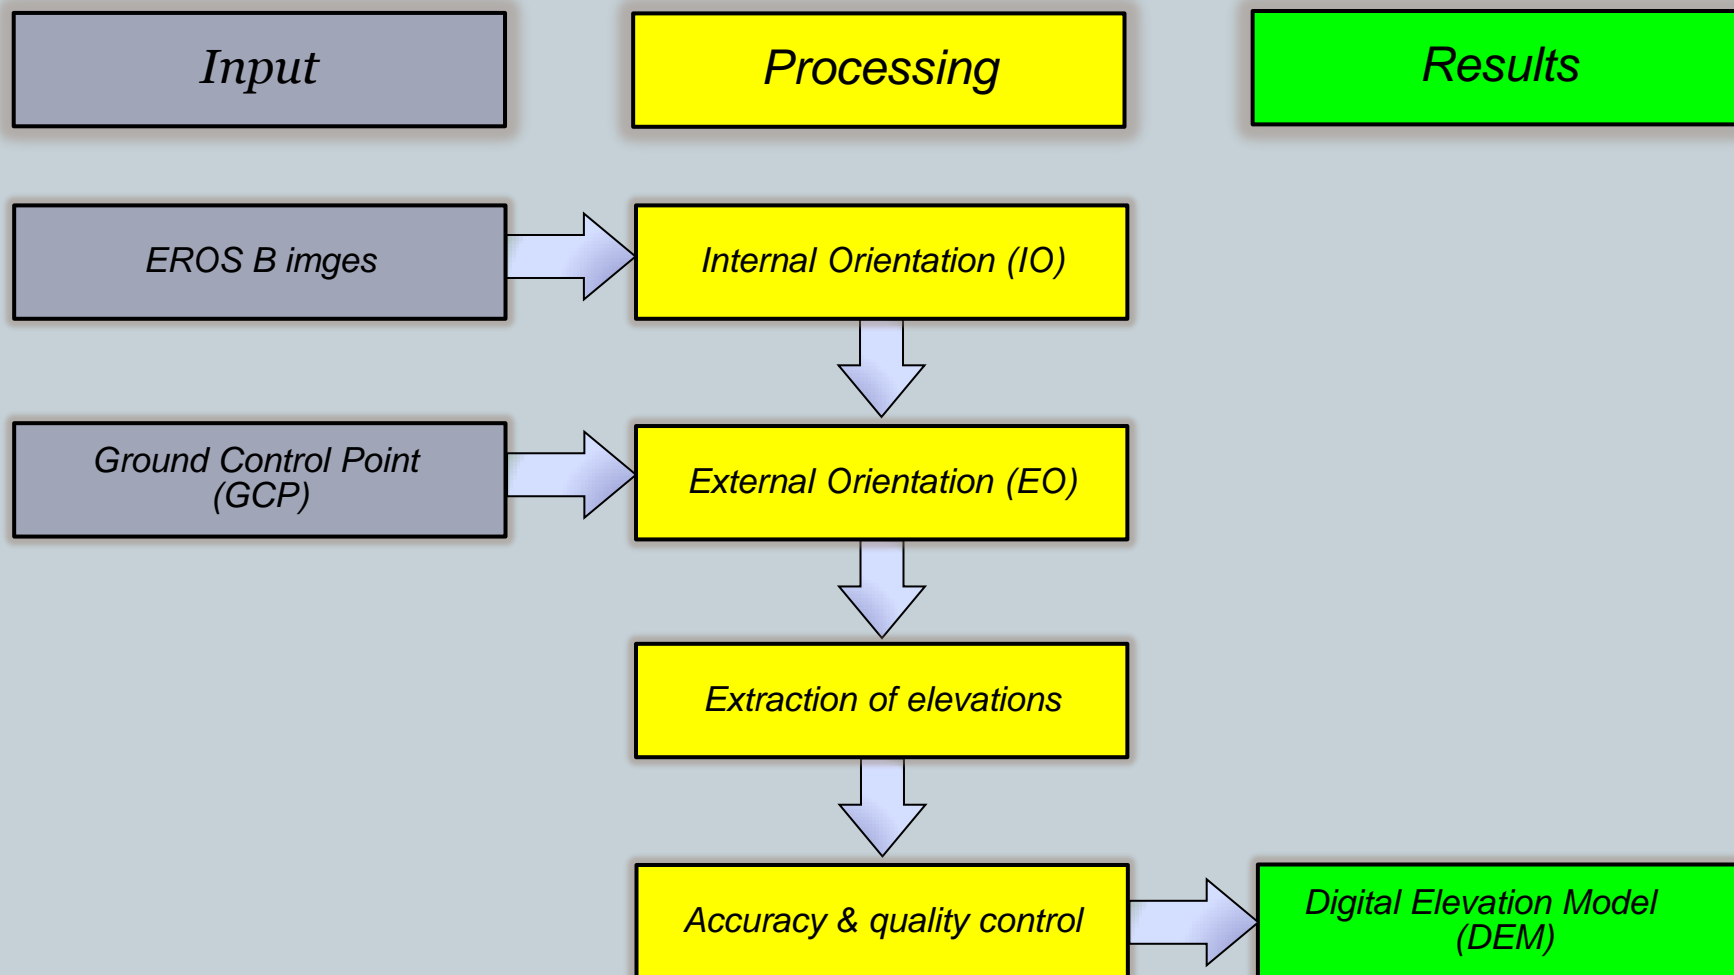 Input
Processing
Results
EROS B imges
Internal Orientation (IO)
Ground Control Point
(GCP)
External Orientation (EO)
Extraction of elevations
Accuracy & quality control
Digital Elevation Model
(DEM)